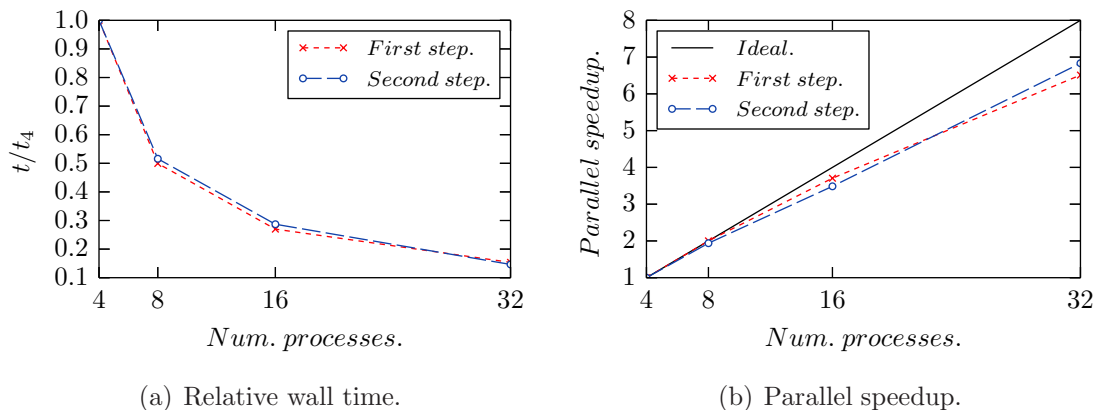 1.0
0.9
0.8
0.7
0.6
0.5
0.4
0.3
0.2
0.1
t/t4
4 8 16 32
Num. processes.
First step.
Second step.
(a) Relative wall time.
8
7
6
5
4
3
2
1
Parallel speedup.
4 8 16 32
Num. processes.
Ideal.
First step.
Second step.
(b) Parallel speedup.